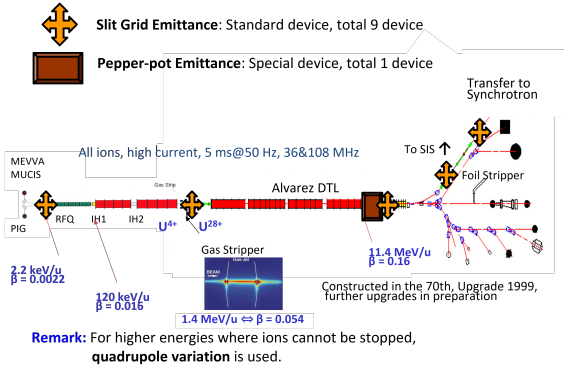 Slit Grid Emittance: Standard device, total 9 device
Pepper-pot Emittance: Special device, total 1 device
Transfer to
Synchrotron
To SIS
All ions, high current, 5 ms@50 Hz, 36&108 MHz
MEVVA
MUCIS
Foil Stripper
Gas Strip
Alvarez DTL
PIG
RFQ
IH1
IH2
U4+
U28+
Gas Stripper
11.4 MeV/u
β = 0.16
Gas-Jet
BEAM
2.2 keV/u
β = 0.0022
120 keV/u
β = 0.016
Constructed in the 70th, Upgrade 1999,
further upgrades in preparation
1.4 MeV/u ⇔ β = 0.054
Remark: For higher energies where ions cannot be stopped,
quadrupole variation is used.